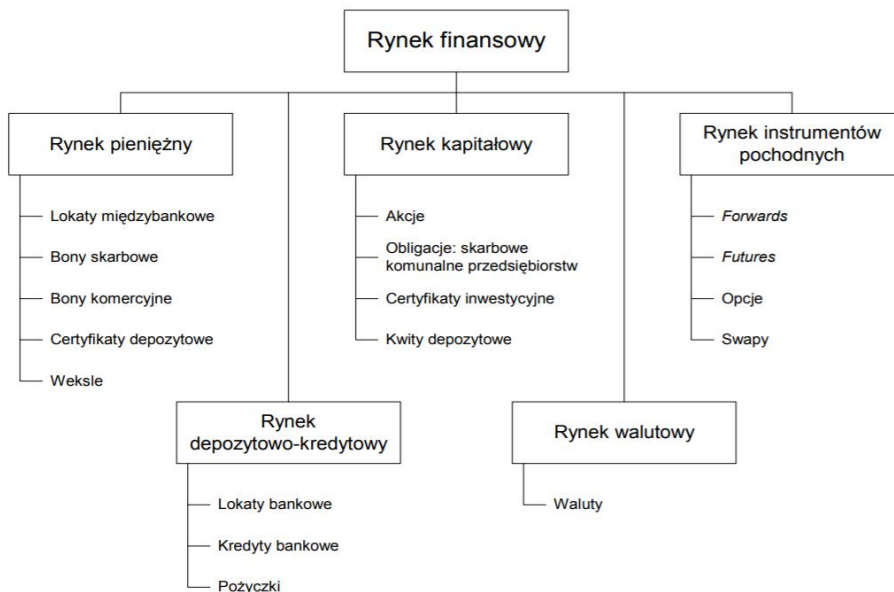 Rynek finansowy
Rynek pieniężny
Rynek kapitałowy
Rynek instrumentów
pochodnych
Lokaty międzybankowe
Bony skarbowe
Bony komercyjne
Certyfikaty depozytowe
Weksle
Akcje
Obligacje: skarbowe
komunalne przedsiębiorstw
Certyfikaty inwestycyjne
Kwity depozytowe
Forwards
Futures
Opcje
Swapy
Rynek
depozytowo-kredytowy
Rynek walutowy
Lokaty bankowe
Kredyty bankowe
Pożyczki
Waluty